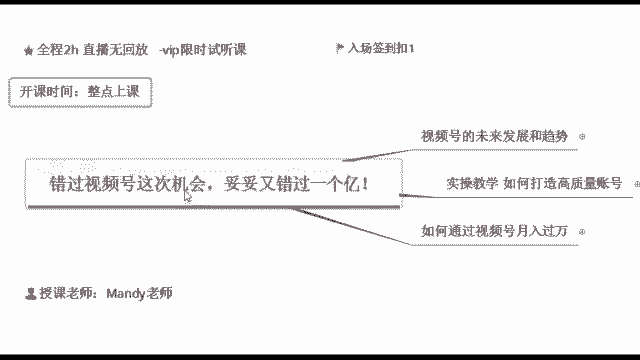 全程2h 直播无回放 -vip限时试听课
入场签到扣1
开课时间：整点上课
视频号的未来发展和趋势
错过视频号这次机会，妥妥又错过一个亿！
实操教学 如何打造高质量账号
如何通过视频号月入过万
授课老师：Mandy老师